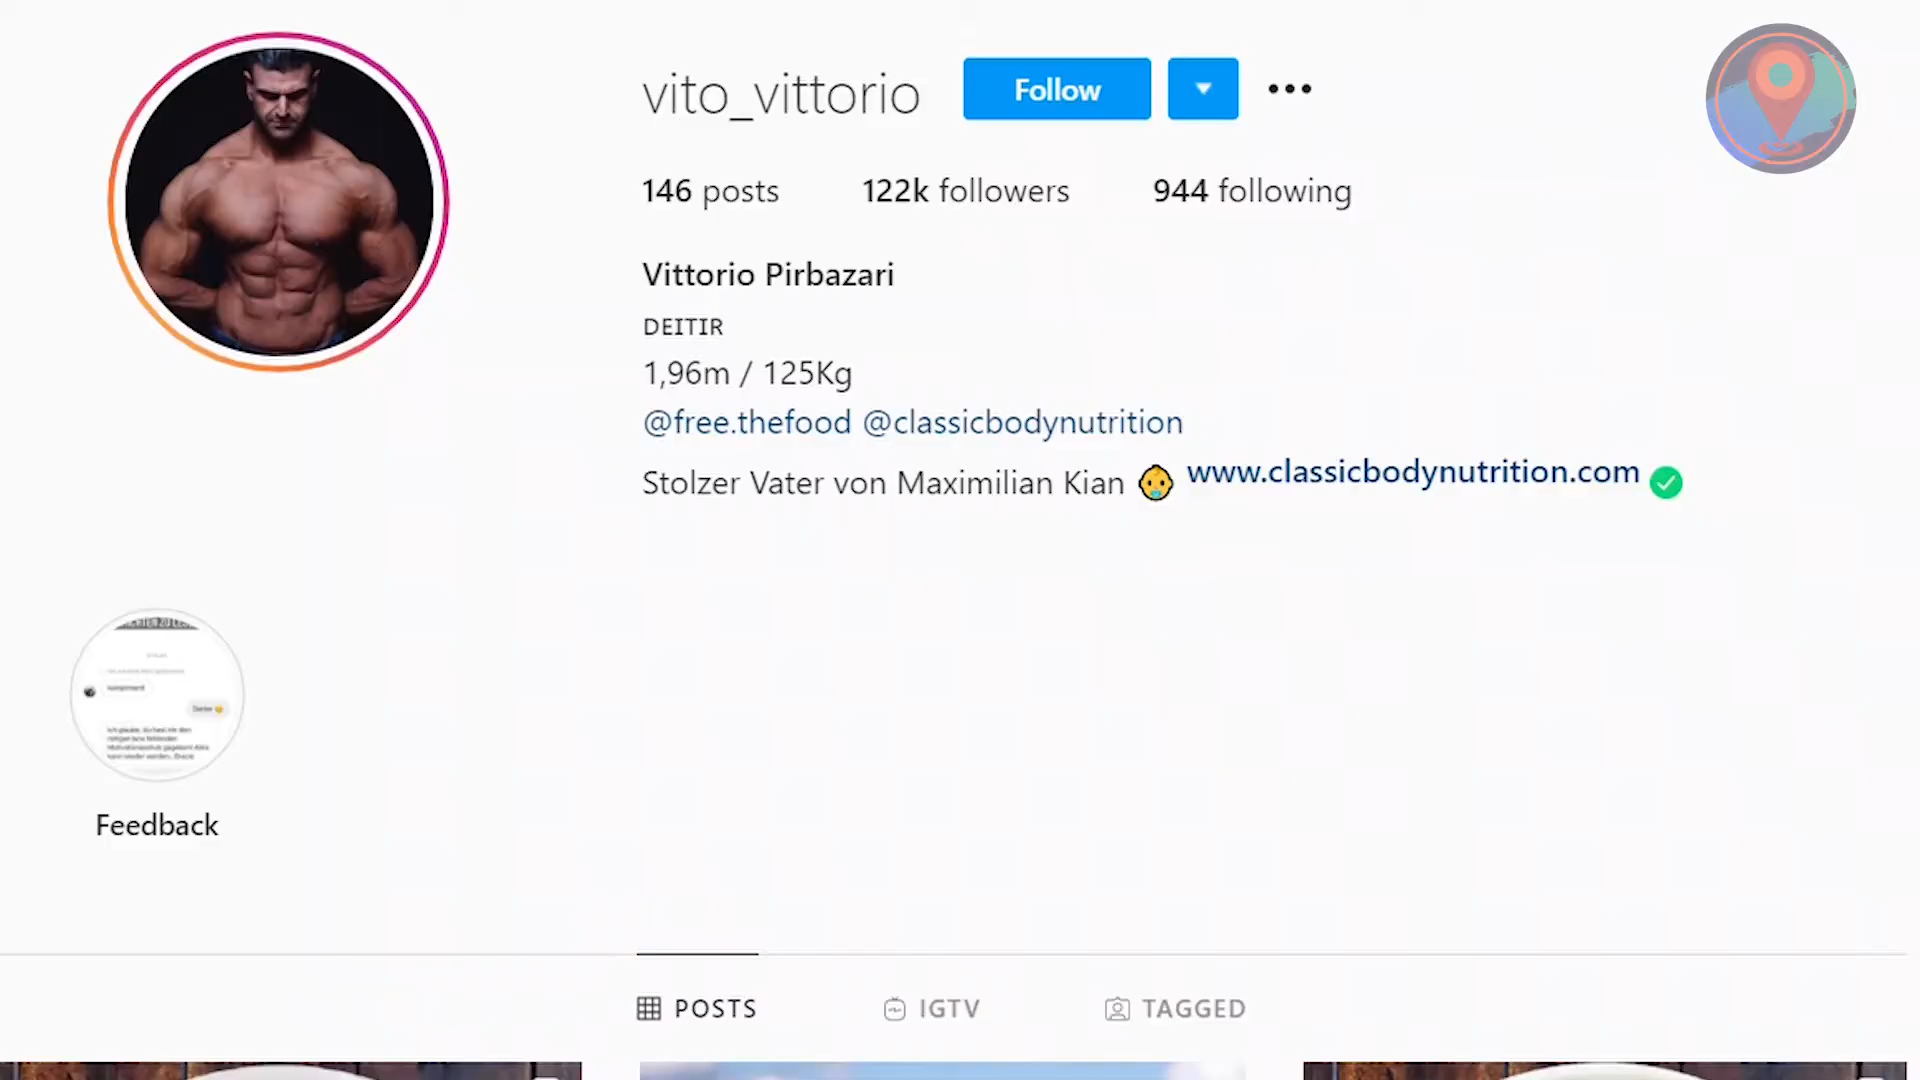 vito_vittorio
Follow
146 posts 122k followers 944 following
Vittorio Pirbazari
DEITIR
1,96m / 125Kg
@free.thefood @classicbodynutrition
Stolzer Vater von Maximilian Kian www.classicbodynutrition.com
Feedback
POSTS IGTV TAGGED